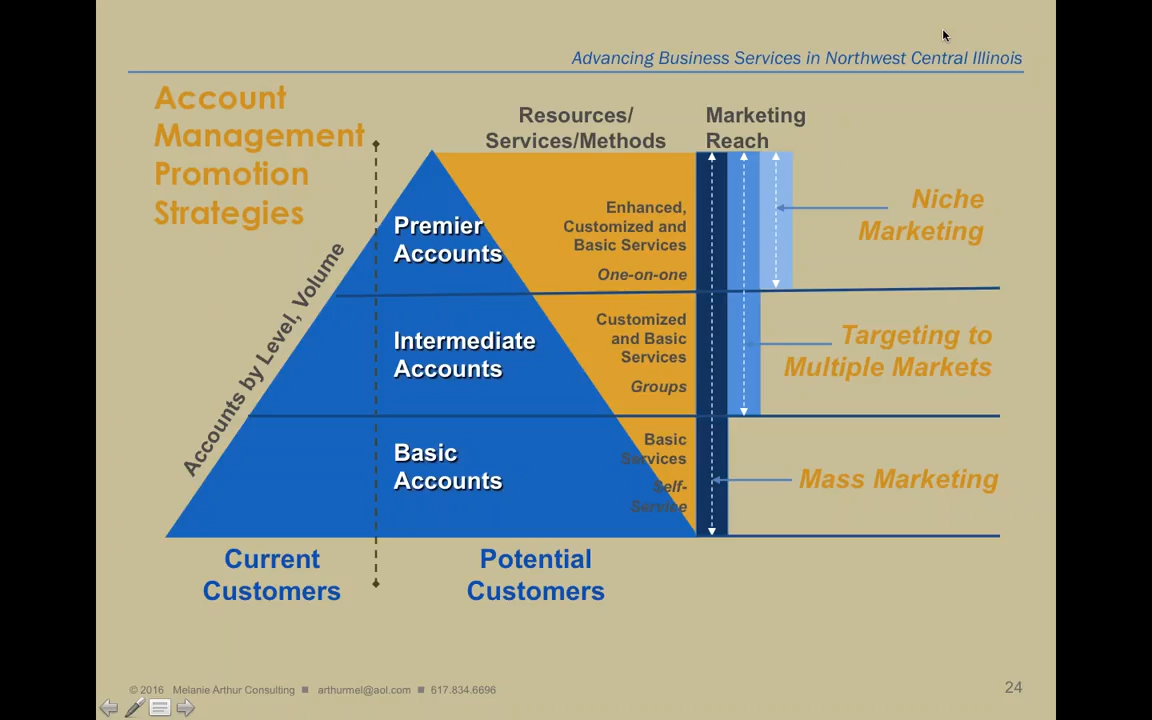 Advancing Business Services in Northwest Central Illinois
Account
Management
Promotion
Strategies
Resources/
Services/Methods
Marketing
Reach
Accounts by Level, Volume
Premier
Accounts
Enhanced,
Customized and
Basic Services
One-on-one
Niche
Marketing
Intermediate
Accounts
Customized
and Basic
Services
Groups
Targeting to
Multiple Markets
Basic
Accounts
Basic
Services
Self-
Service
Mass Marketing
Current
Customers
Potential
Customers
© 2016 Melanie Arthur Consulting ■ arthurmel@aol.com ■ 617.834.6696
24